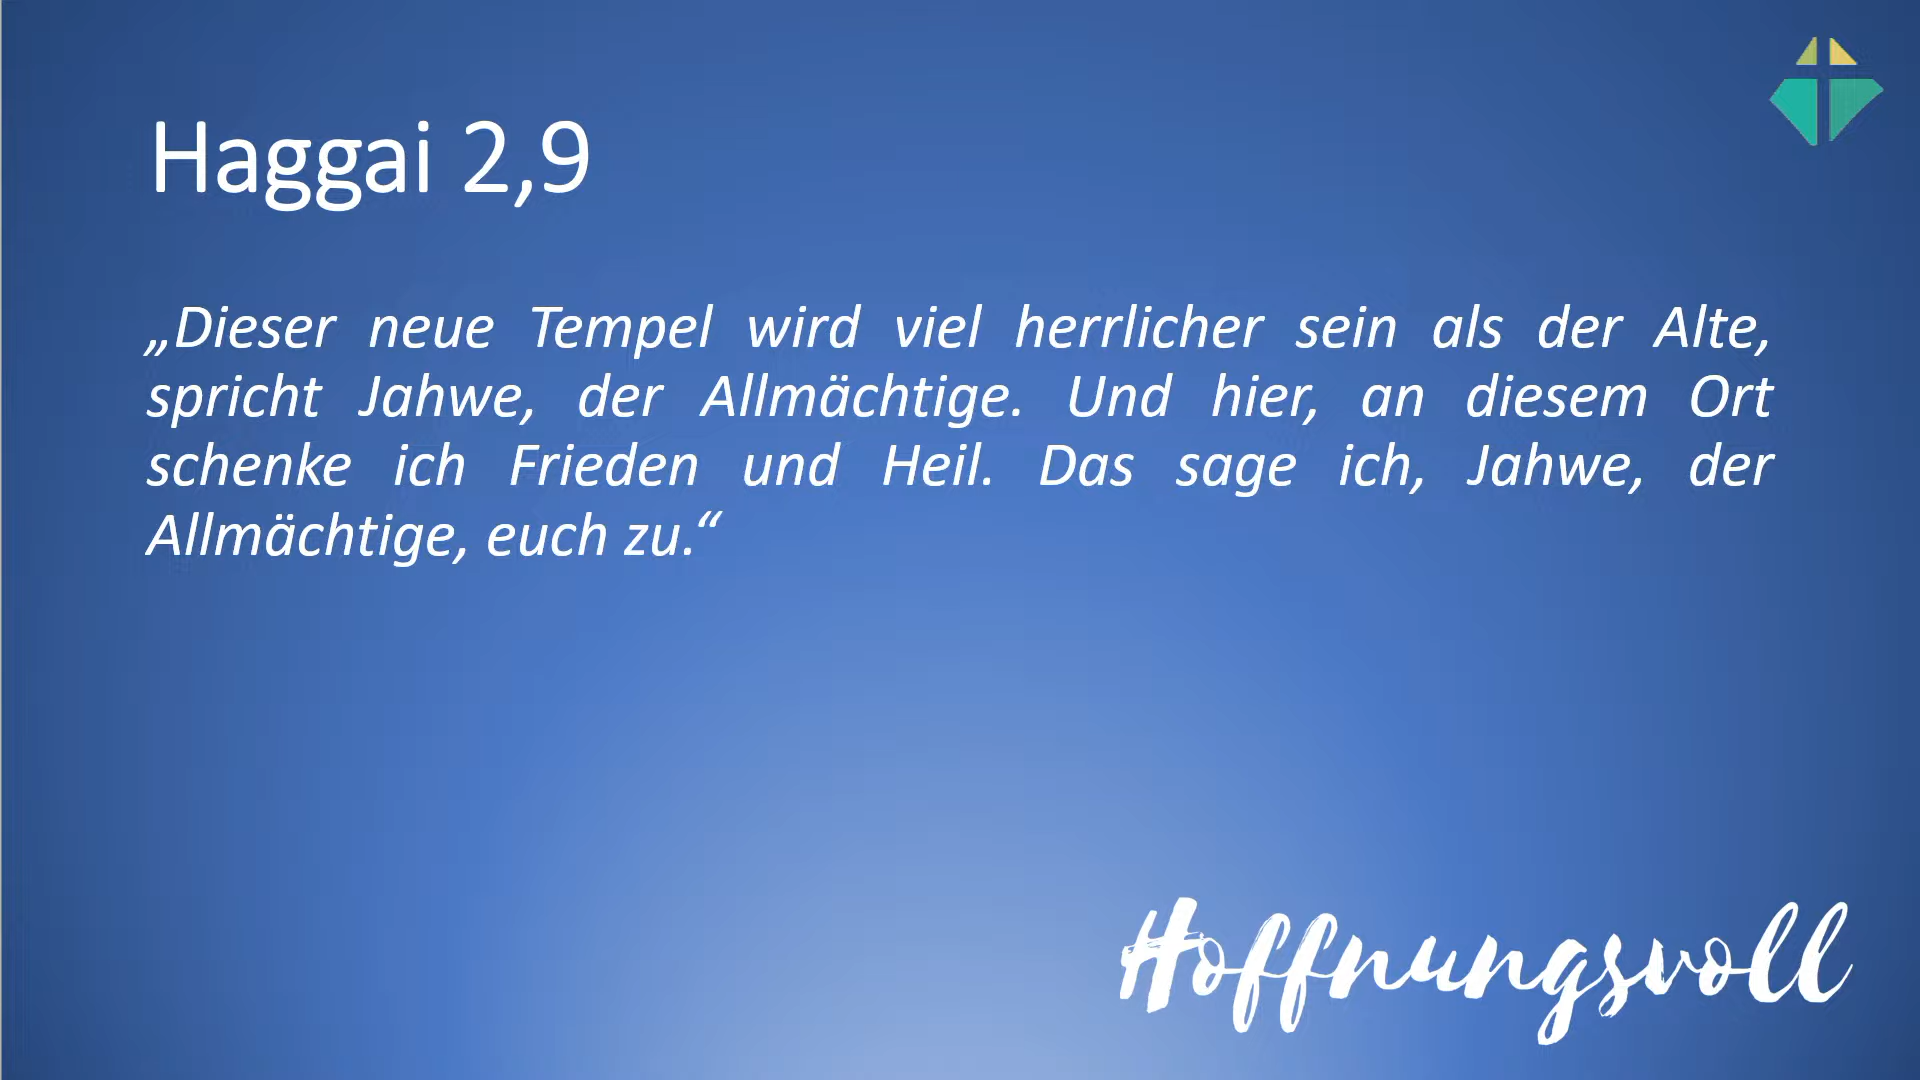 Haggai 2,9
„Dieser neue Tempel wird viel herrlicher sein als der Alte,
spricht Jahwe, der Allmächtige. Und hier, an diesem Ort
schenke ich Frieden und Heil. Das sage ich, Jahwe, der
Allmächtige, euch zu.“
Hoffnungsvoll